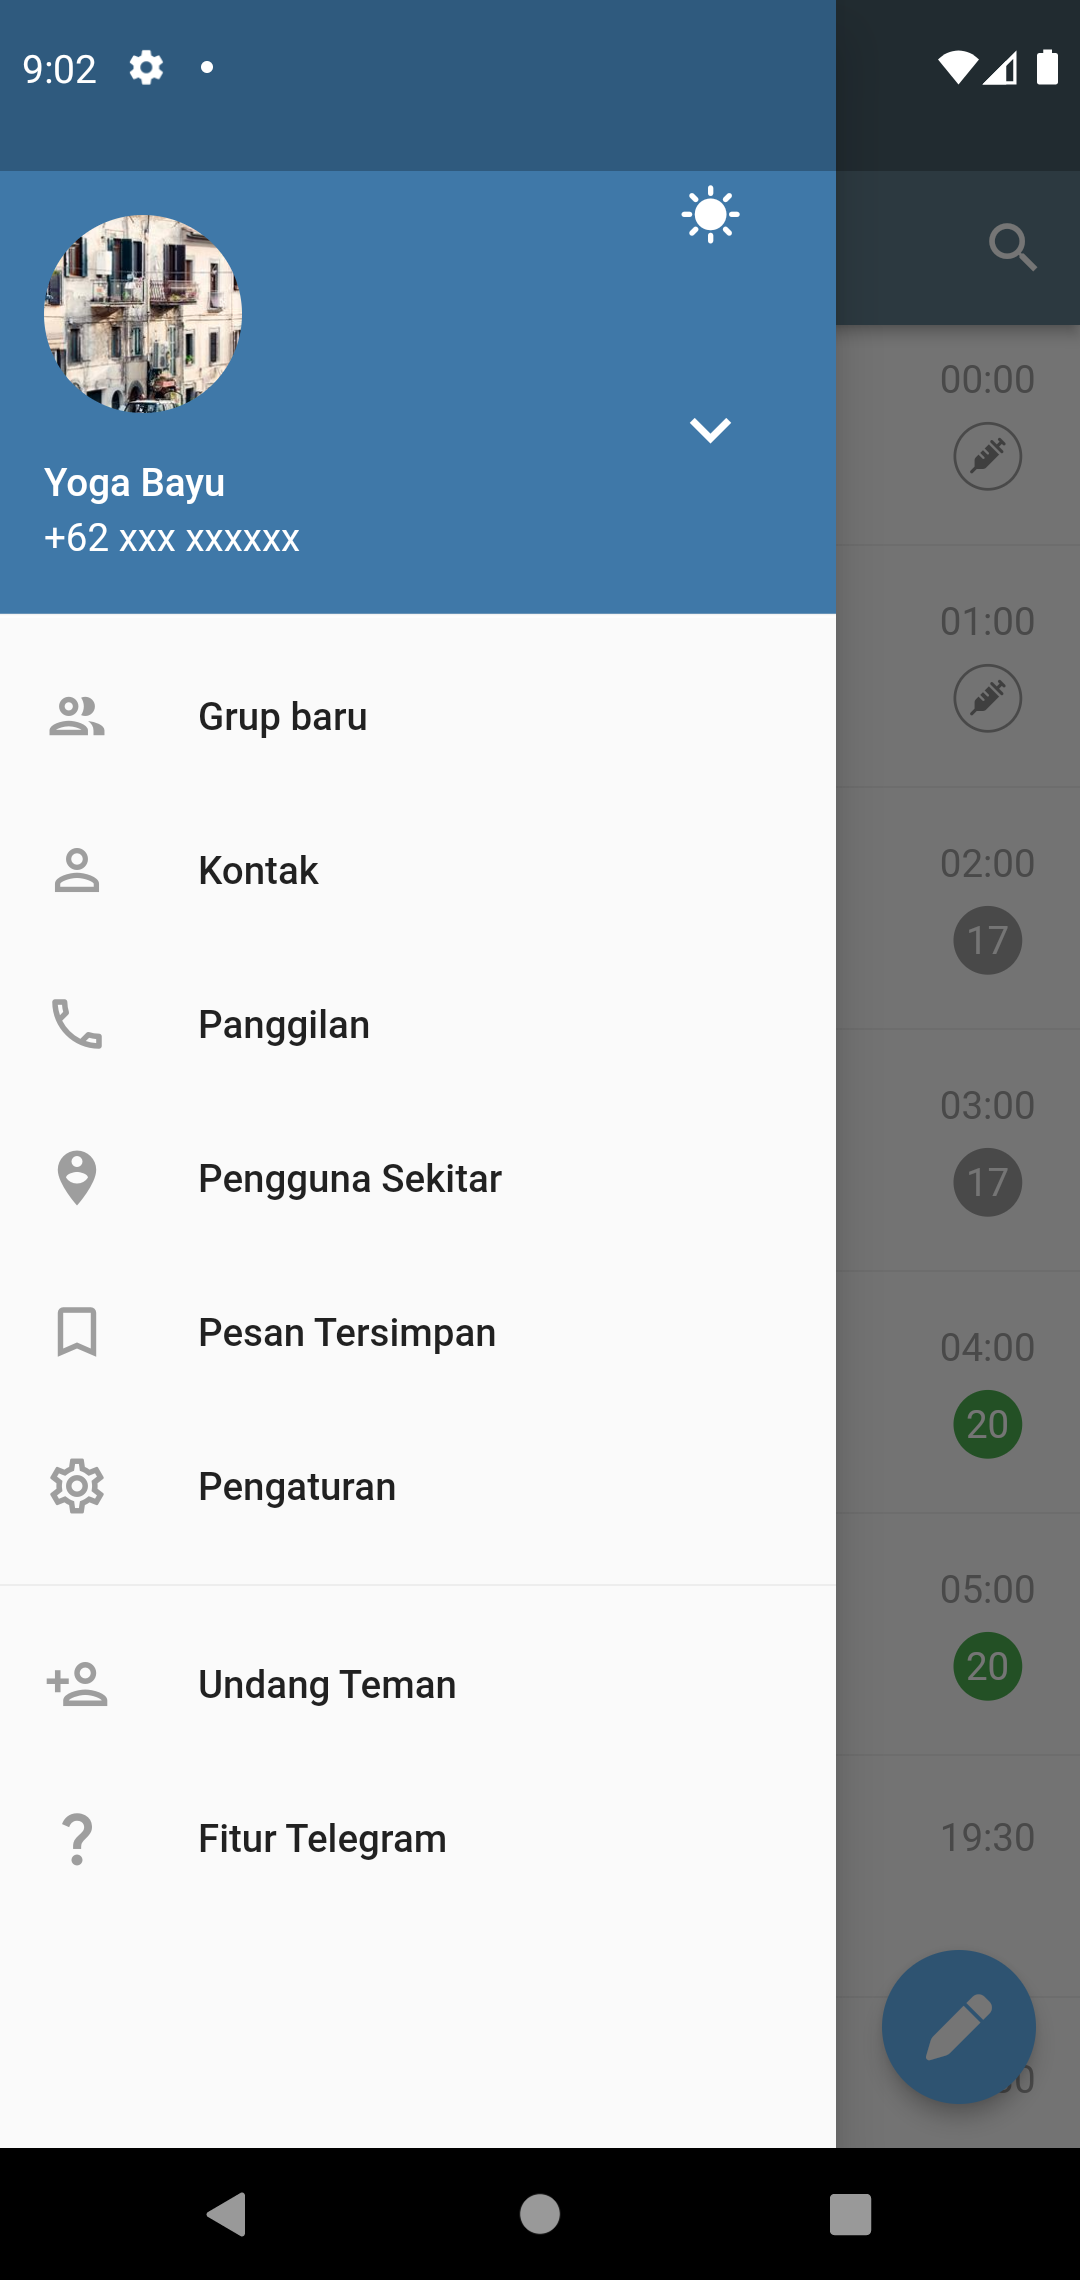 9:02
Yoga Bayu
+62 xxx xxxxxx
Grup baru
Kontak
Panggilan
Pengguna Sekitar
Pesan Tersimpan
Pengaturan
Undang Teman
Fitur Telegram
00:00
01:00
02:00
17
03:00
17
04:00
20
05:00
20
19:30